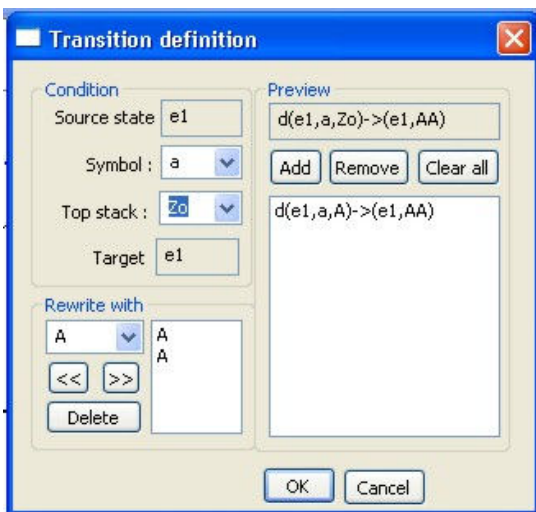 Transition definition
Condition
Source state e1
Symbol : a
Top stack : Zo
Target e1
Rewrite with
A
A
A
<< >>
Delete
Preview
d(e1,a,Zo)->(e1,AA)
Add Remove Clear all
d(e1,a,A)->(e1,AA)
OK Cancel